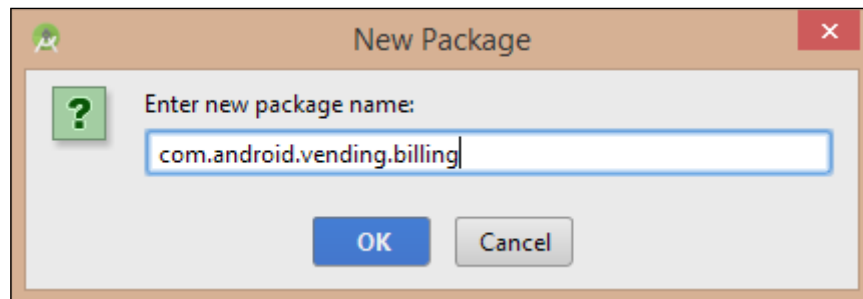 New Package
Enter new package name:
com.android.vending.billing
OK
Cancel